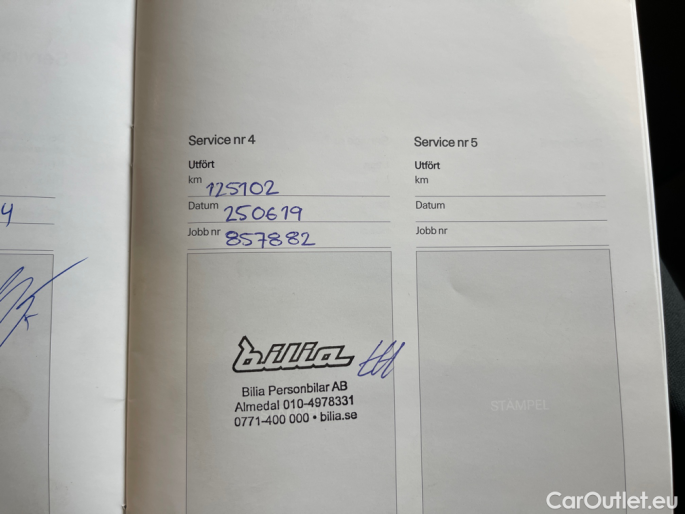 4
Service nr 4
Utfört
km 125102
Datum 250619
Jobb nr 857882
bilia
Bilia Personbilar AB
Almedal 010-4978331
0771-400 000 • bilia.se
Service nr 5
Utfört
km
Datum
Jobb nr
STAMPEL
CarOutlet.eu